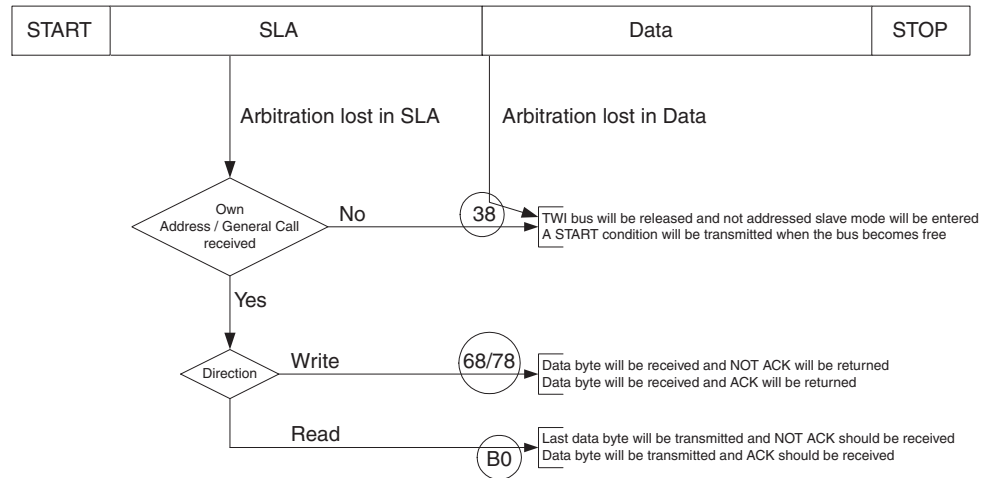 START SLA Data STOP
Arbitration lost in SLA Arbitration lost in Data
Own
Address / General Call
received
No
38
TWI bus will be released and not addressed slave mode will be entered
A START condition will be transmitted when the bus becomes free
Yes
Direction
Write
68/78
Data byte will be received and NOT ACK will be returned
Data byte will be received and ACK will be returned
Read
B0
Last data byte will be transmitted and NOT ACK should be received
Data byte will be transmitted and ACK should be received